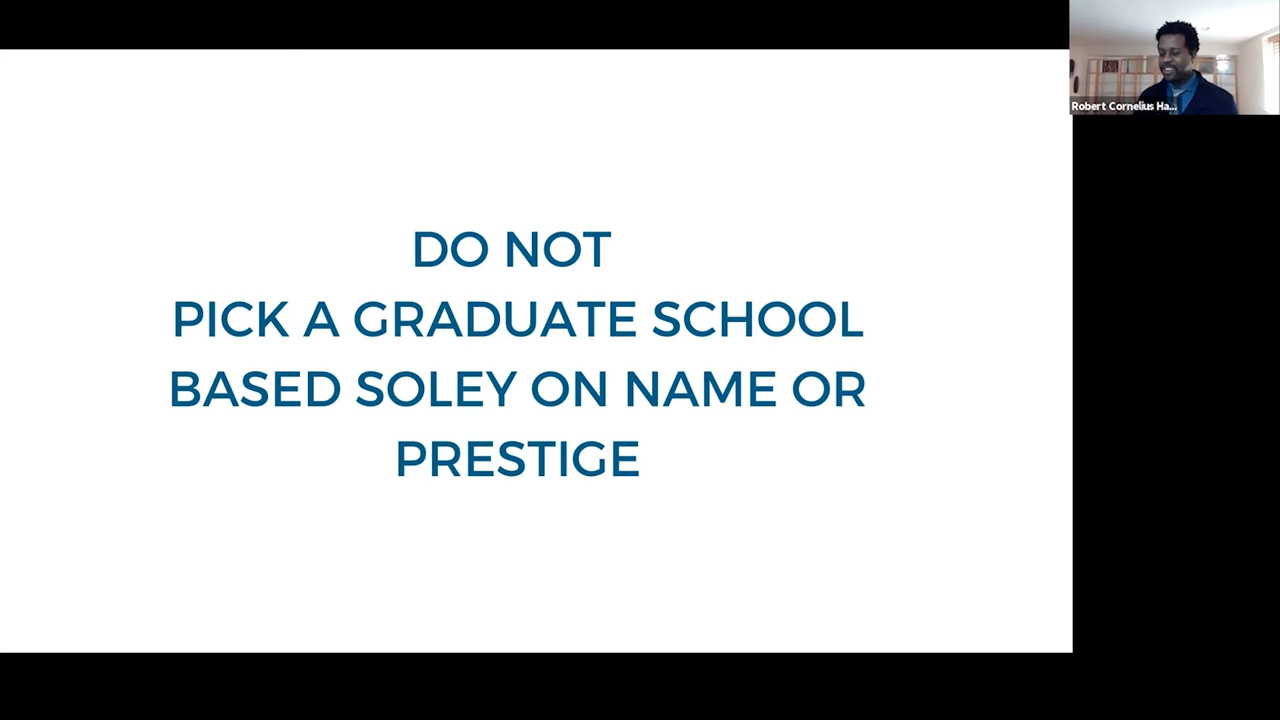 Robert Cornelius Ha...
DO NOT
PICK A GRADUATE SCHOOL
BASED SOLEY ON NAME OR
PRESTIGE